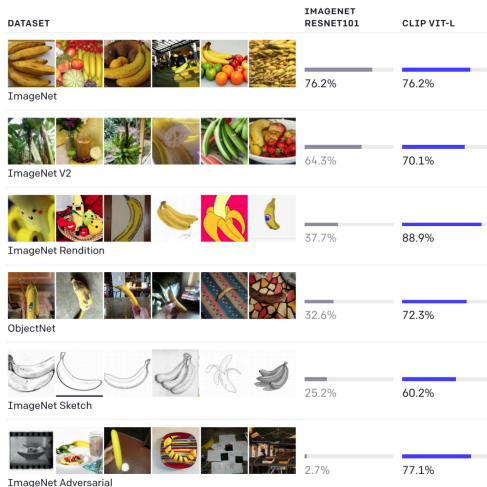 DATASET
IMAGENET
RESNET101
CLIP VIT-L
ImageNet
76.2%
76.2%
ImageNet V2
64.3%
70.1%
ImageNet Rendition
37.7%
88.9%
ObjectNet
32.6%
72.3%
ImageNet Sketch
25.2%
60.2%
ImageNet Adversarial
2.7%
77.1%